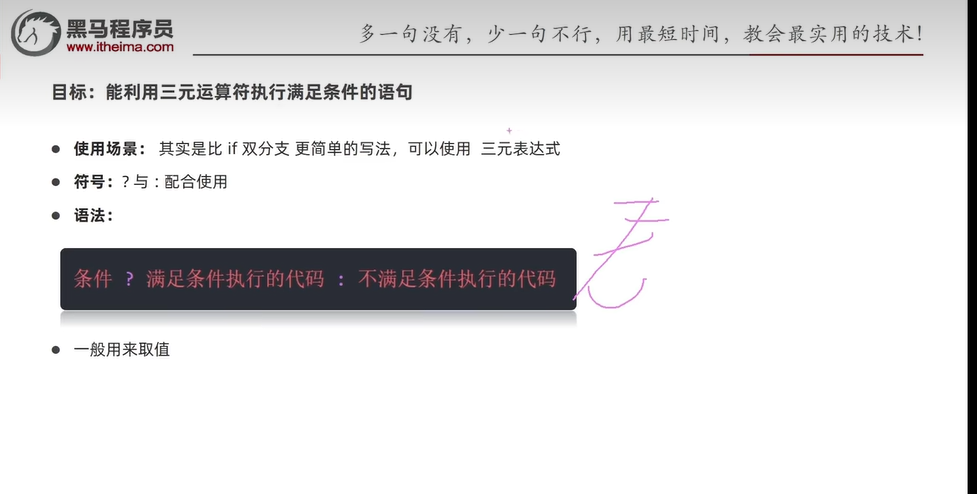 黑马程序员
www.itheima.com
多一句没有，少一句不行，用最短时间，教会最实用的技术！
目标：能利用三元运算符执行满足条件的语句
使用场景： 其实是比 if 双分支 更简单的写法，可以使用 三元表达式
符号：? 与 : 配合使用
语法：
条件 ? 满足条件执行的代码 : 不满足条件执行的代码
一般用来取值